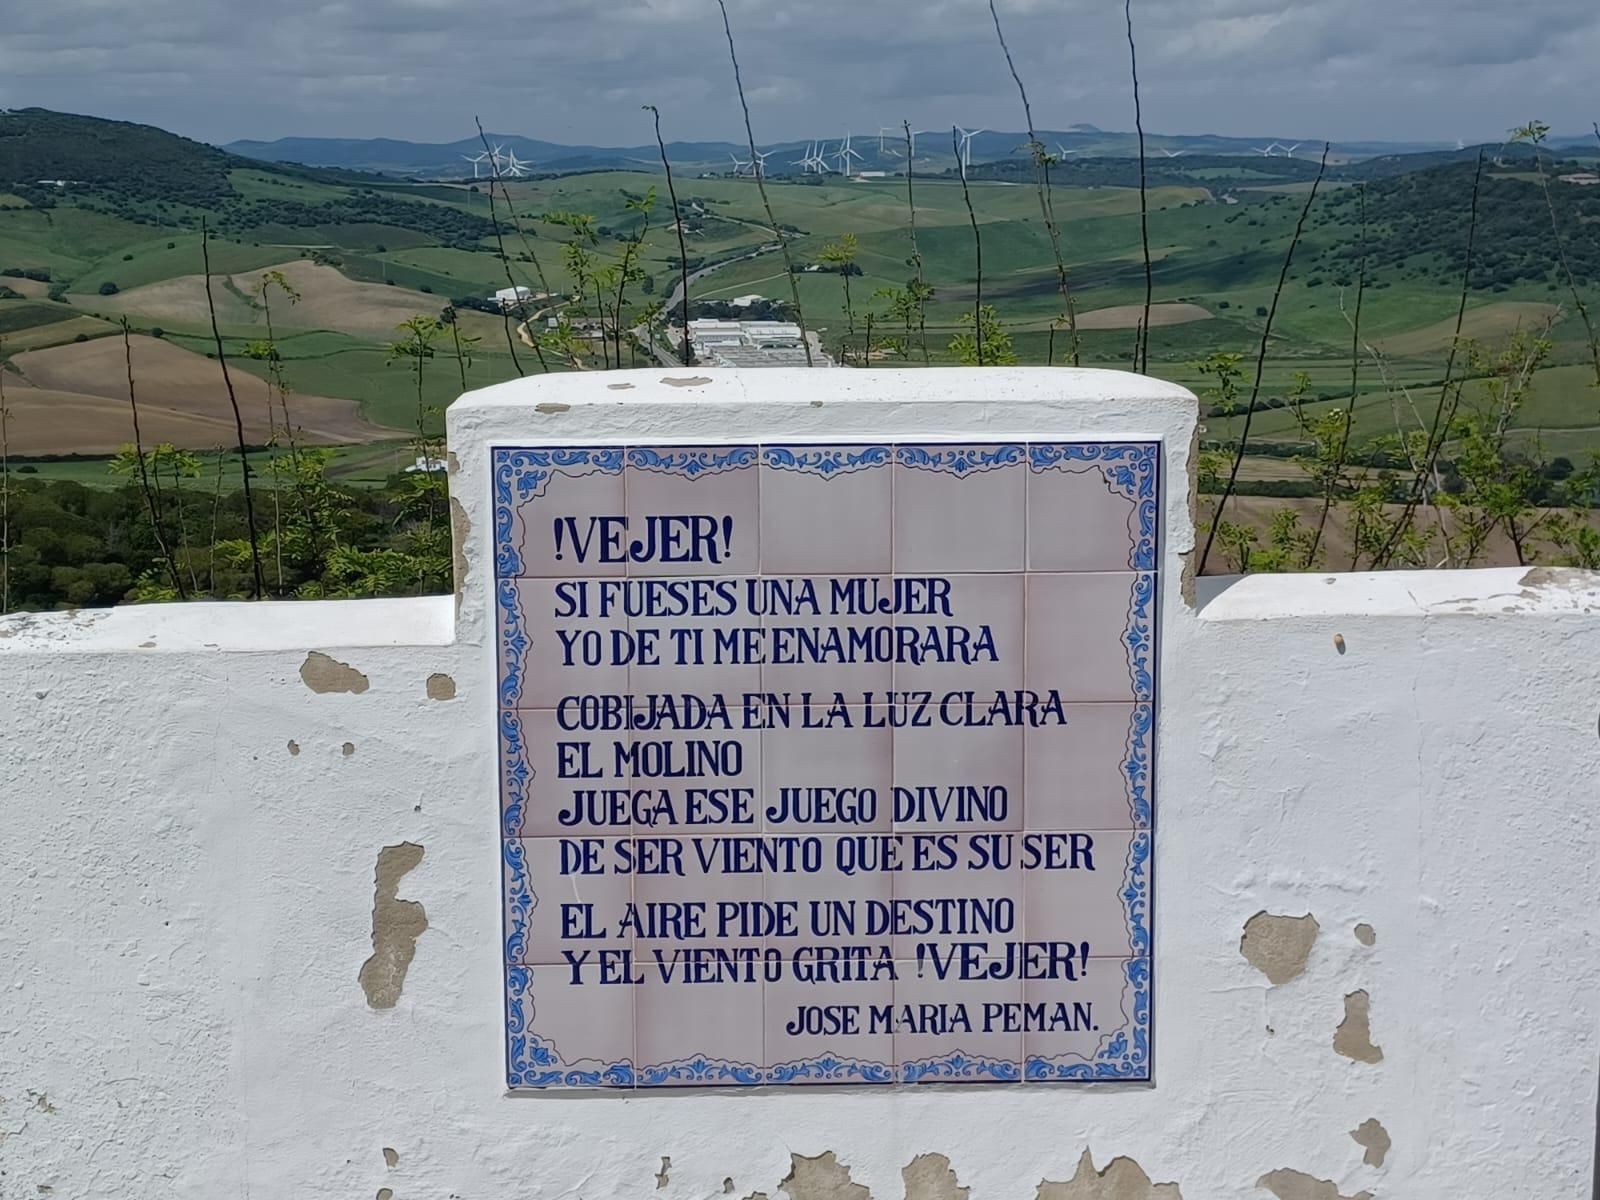 !VEJER!
SI FUESES UNA MUJER
YO DE TI ME ENAMORARA
COBIJADA EN LA LUZ CLARA
EL MOLINO
JUEGA ESE JUEGO DIVINO
DE SER VIENTO QUE ES SU SER
EL AIRE PIDE UN DESTINO
Y EL VIENTO GRITA !VEJER!
JOSE MARIA PEMAN.